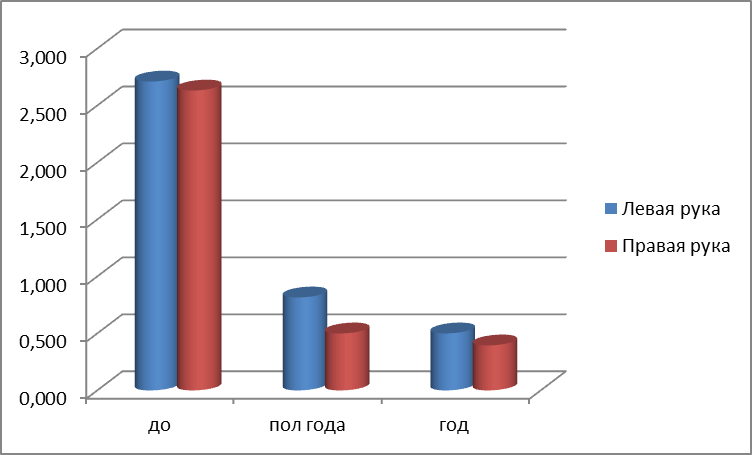 3,000
2,500
2,000
1,500
1,000
0,500
0,000
до
пол года
год
Левая рука
Правая рука